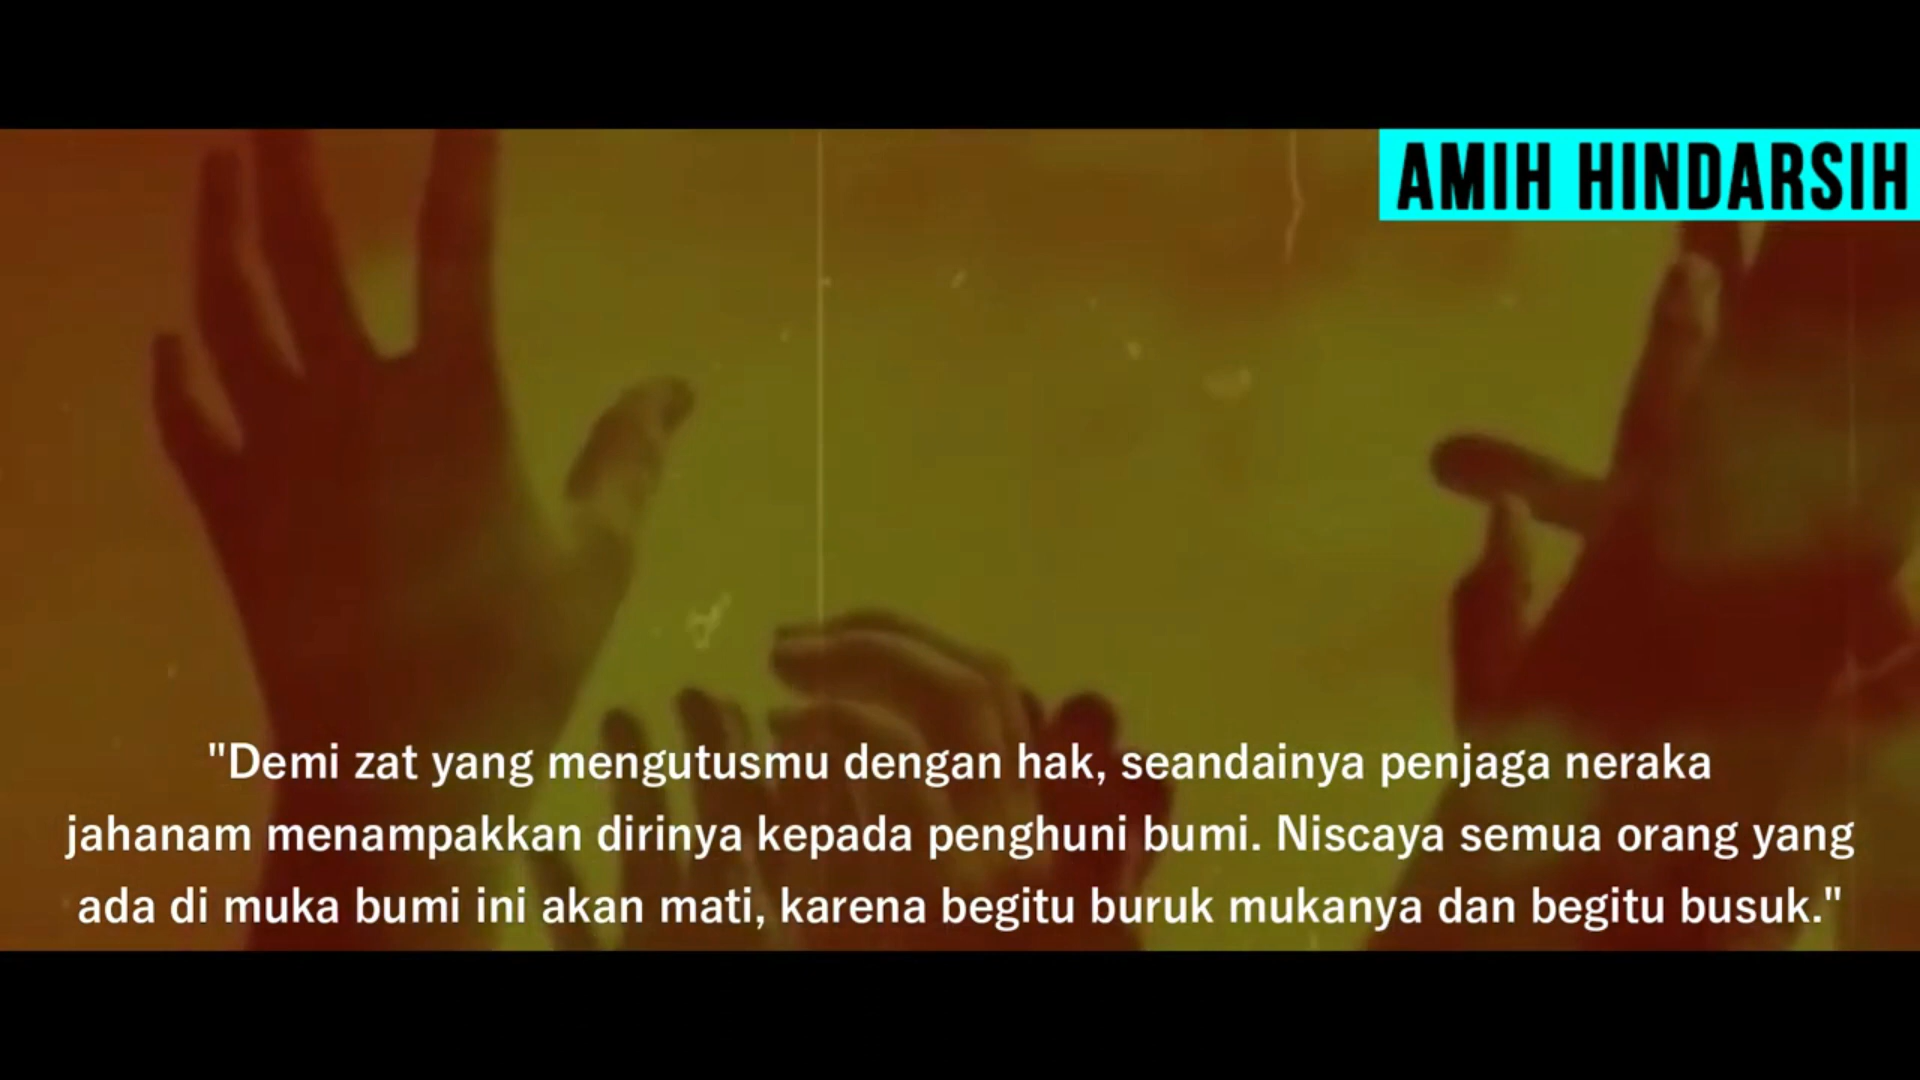 AMIH HINDARSIH
"Demi zat yang mengutusmu dengan hak, seandainya penjaga neraka
jahanam menampakkan dirinya kepada penghuni bumi. Niscaya semua orang yang
ada di muka bumi ini akan mati, karena begitu buruk mukanya dan begitu busuk."